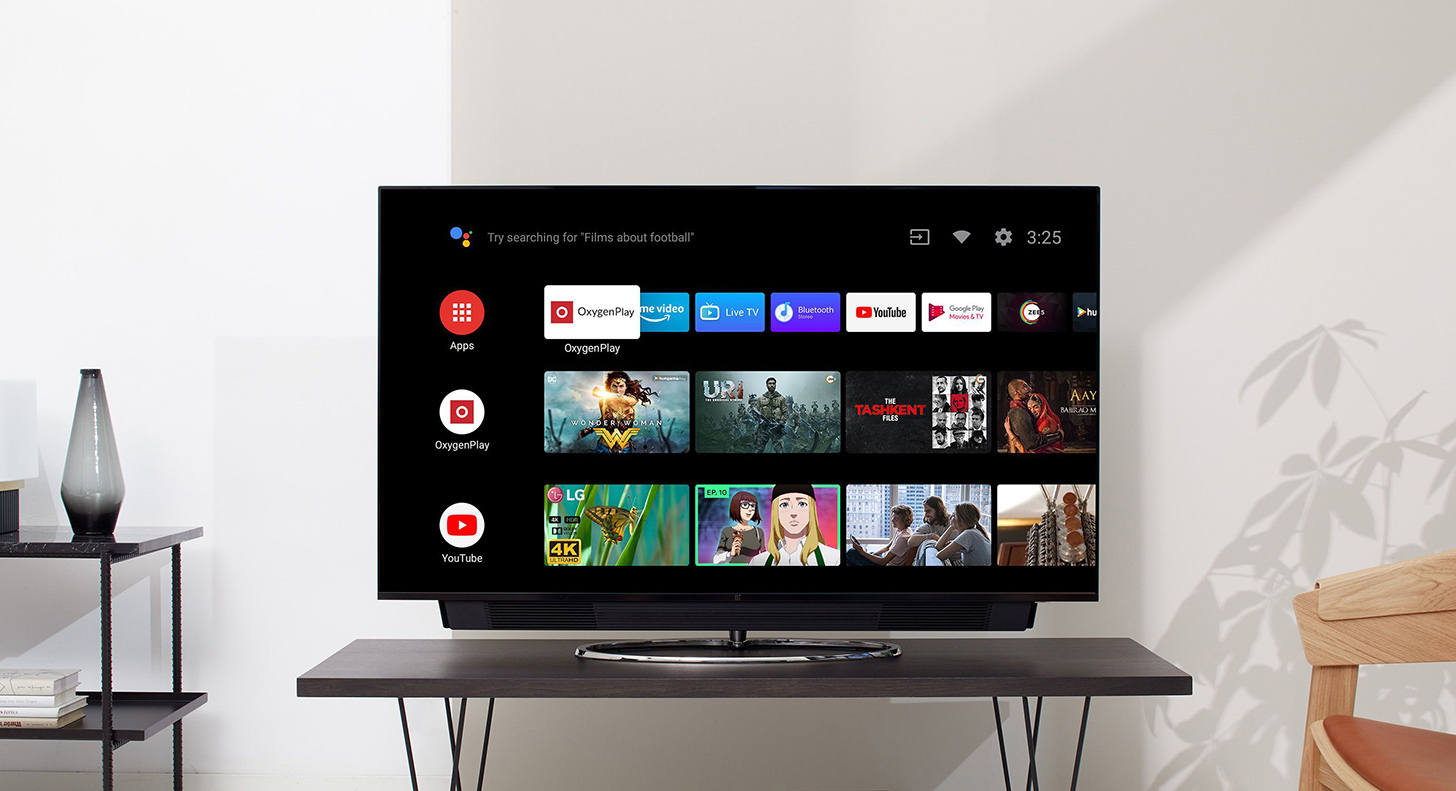 Try searching for "Films about football"
3:25
Apps
OxygenPlay
me video
Live TV
Bluetooth
Stereo
YouTube
Google Play
Movies & TV
ZEE5
hu
OxygenPlay
OxygenPlay
DC
WONDER WOMAN
URI
THE SURGICAL STRIKE
THE
TASHKENT
FILES
AAY
BAJIRAO M
YouTube
LG
4K HDR
4K
ULTRA HD
EP. 10